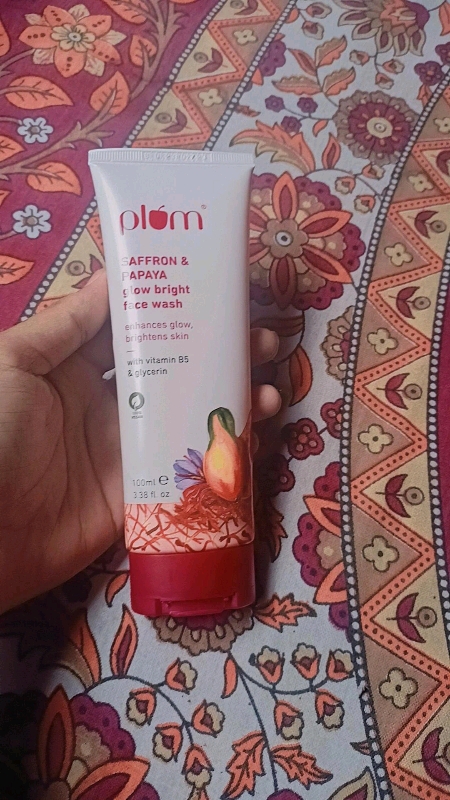 plum®
SAFFRON &
PAPAYA
glow bright
face wash
enhances glow,
brightens skin
with vitamin B5
& glycerin
100ml e
3.38 fl. oz